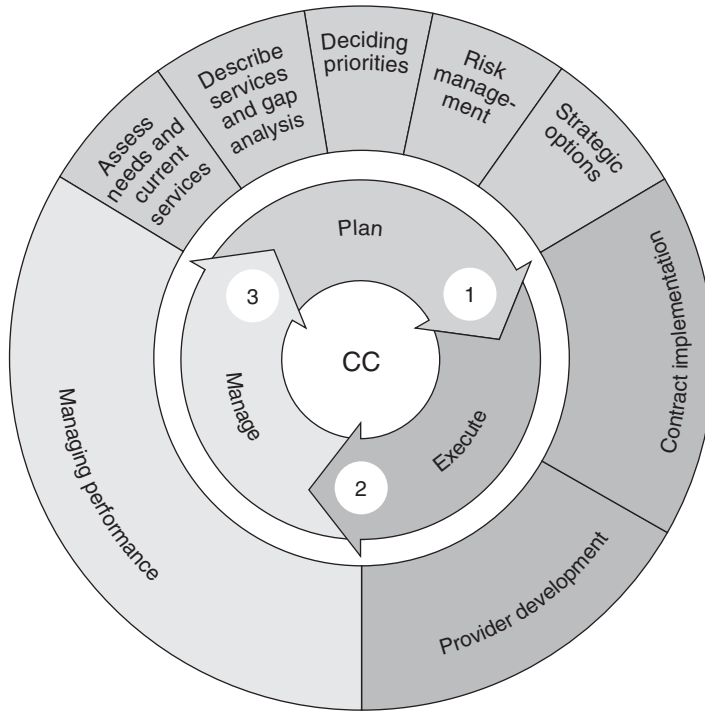 Assess
needs and
current
services
Describe
services
and gap
analysis
Deciding
priorities
Risk
manage-
ment
Strategic
options
Contract implementation
Provider development
Managing performance
Plan
1
Execute
2
Manage
3
CC